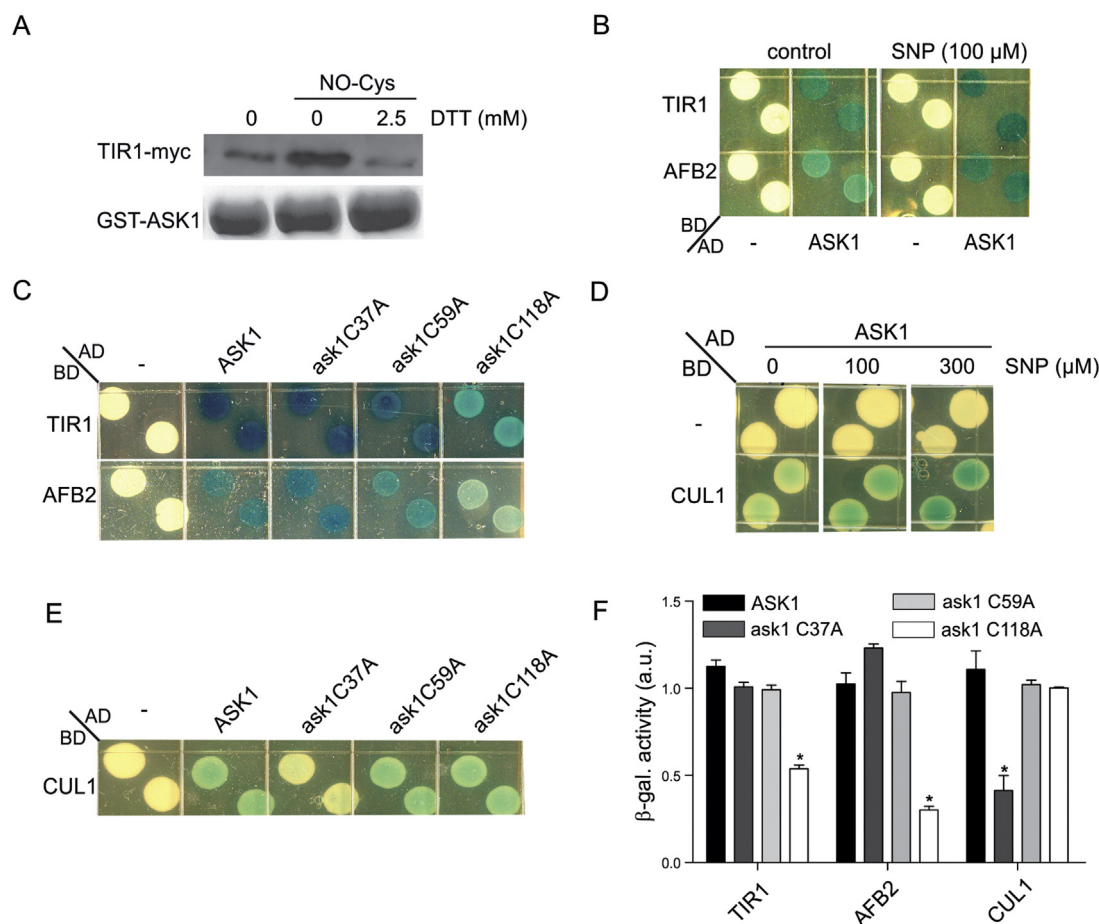 A
NO-Cys
0 0 2.5 DTT (mM)
TIR1-myc
GST-ASK1
B
control SNP (100 µM)
TIR1
AFB2
BD
AD - ASK1 - ASK1
C
AD - ASK1 ask1C37A ask1C59A ask1C118A
BD
TIR1
AFB2
D
AD ASK1
BD 0 100 300 SNP (µM)
-
CUL1
E
AD - ASK1 ask1C37A ask1C59A ask1C118A
BD
CUL1
F
β-gal. activity (a.u.)
1.5
1.0
0.5
0.0
ASK1 ask1 C59A
ask1 C37A ask1 C118A
* * *
TIR1 AFB2 CUL1